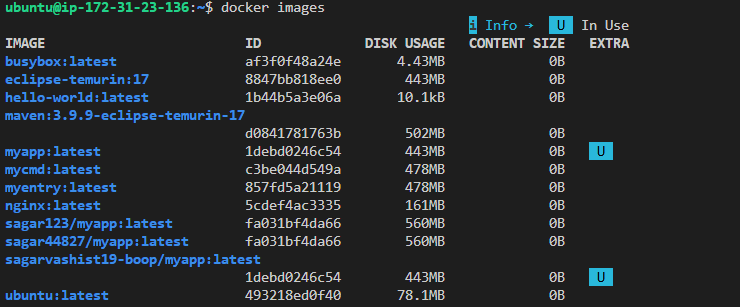 ubuntu@ip-172-31-23-136:~$ docker images
i Info → U In Use
IMAGE ID DISK USAGE CONTENT SIZE EXTRA
busybox:latest af3f0f48a24e 4.43MB 0B
eclipse-temurin:17 8847bb818ee0 443MB 0B
hello-world:latest 1b44b5a3e06a 10.1kB 0B
maven:3.9.9-eclipse-temurin-17
d0841781763b 502MB 0B
myapp:latest 1debd0246c54 443MB 0B U
mycmd:latest c3be044d549a 478MB 0B
myentry:latest 857fd5a21119 478MB 0B
nginx:latest 5cdef4ac3335 161MB 0B
sagar123/myapp:latest fa031bf4da66 560MB 0B
sagar44827/myapp:latest fa031bf4da66 560MB 0B
sagarvashist19-boop/myapp:latest
1debd0246c54 443MB 0B U
ubuntu:latest 493218ed0f40 78.1MB 0B